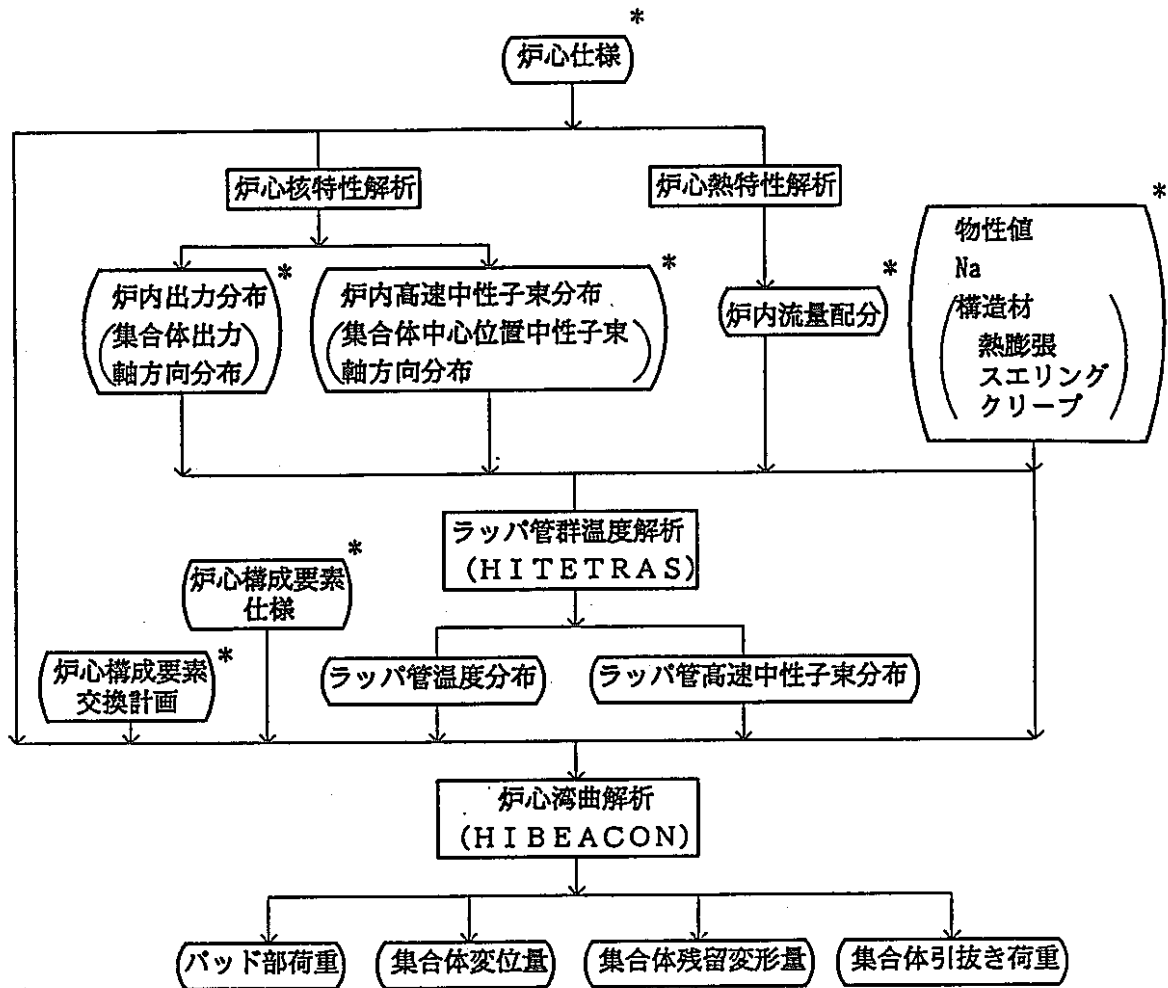 *
炉心仕様
炉心核特性解析
炉心熱特性解析
*
物性値
Na
構造材
熱膨張
スエリング
クリープ
*
炉内出力分布
集合体出力
軸方向分布
*
炉内高速中性子束分布
集合体中心位置中性子束
軸方向分布
*
炉内流量配分
ラッパ管群温度解析
(HITETRAS)
*
炉心構成要素
仕様
*
炉心構成要素
交換計画
ラッパ管温度分布
ラッパ管高速中性子束分布
炉心湾曲解析
(HIBEACON)
パッド部荷重
集合体変位量
集合体残留変形量
集合体引抜き荷重